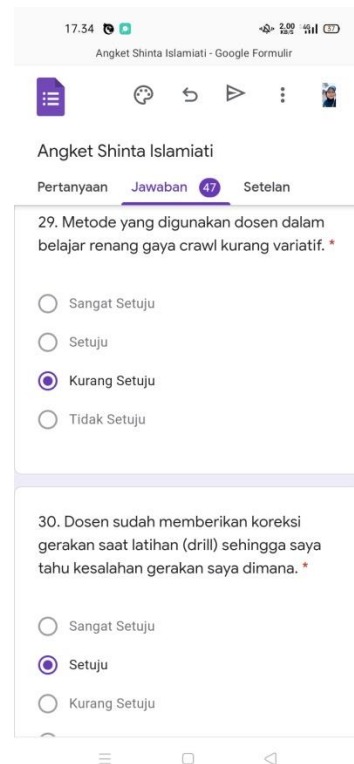 17.34
2.00 KB/S 4G 37
Angket Shinta Islamiati - Google Formulir
Angket Shinta Islamiati
Pertanyaan Jawaban 47 Setelan
29. Metode yang digunakan dosen dalam
belajar renang gaya crawl kurang variatif. *
Sangat Setuju
Setuju
Kurang Setuju
Tidak Setuju
30. Dosen sudah memberikan koreksi
gerakan saat latihan (drill) sehingga saya
tahu kesalahan gerakan saya dimana. *
Sangat Setuju
Setuju
Kurang Setuju